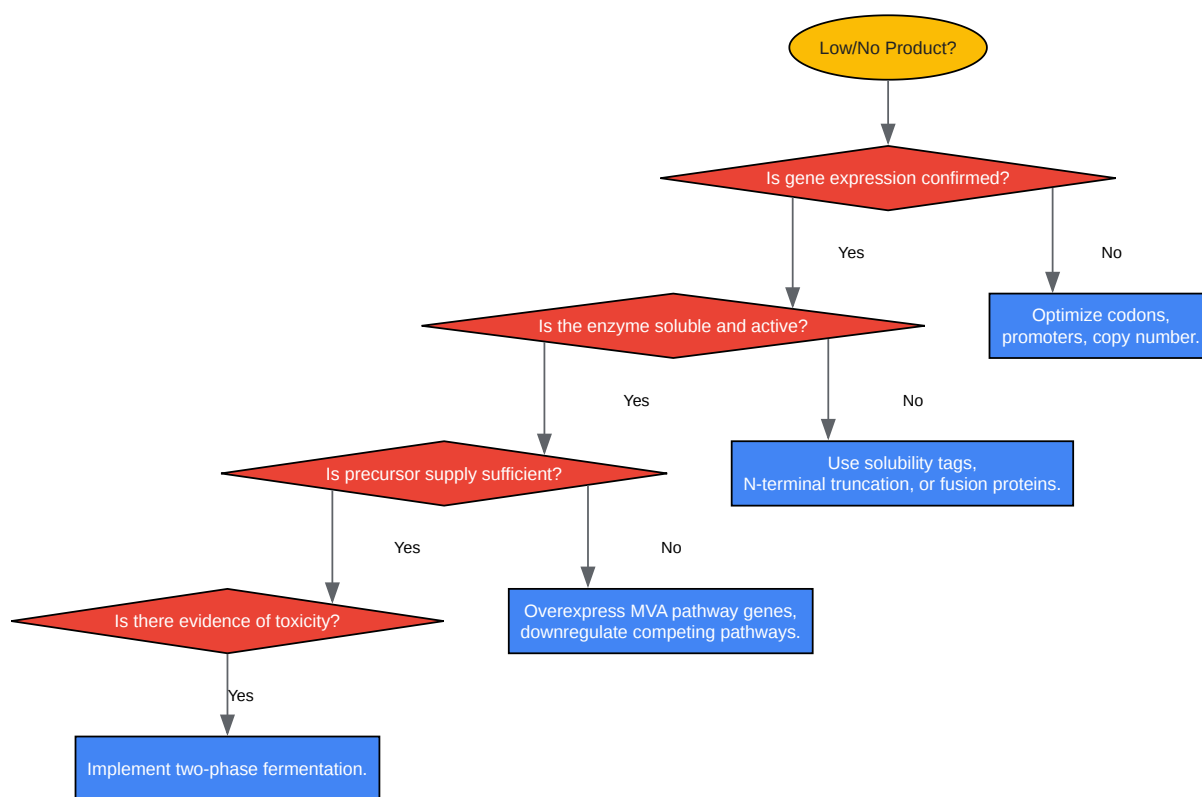 Low/No Product?
Is gene expression confirmed?
Yes
No
Is the enzyme soluble and active?
Optimize codons,
promoters, copy number.
Yes
No
Is precursor supply sufficient?
Use solubility tags,
N-terminal truncation, or fusion proteins.
Yes
No
Is there evidence of toxicity?
Overexpress MVA pathway genes,
downregulate competing pathways.
Yes
Implement two-phase fermentation.